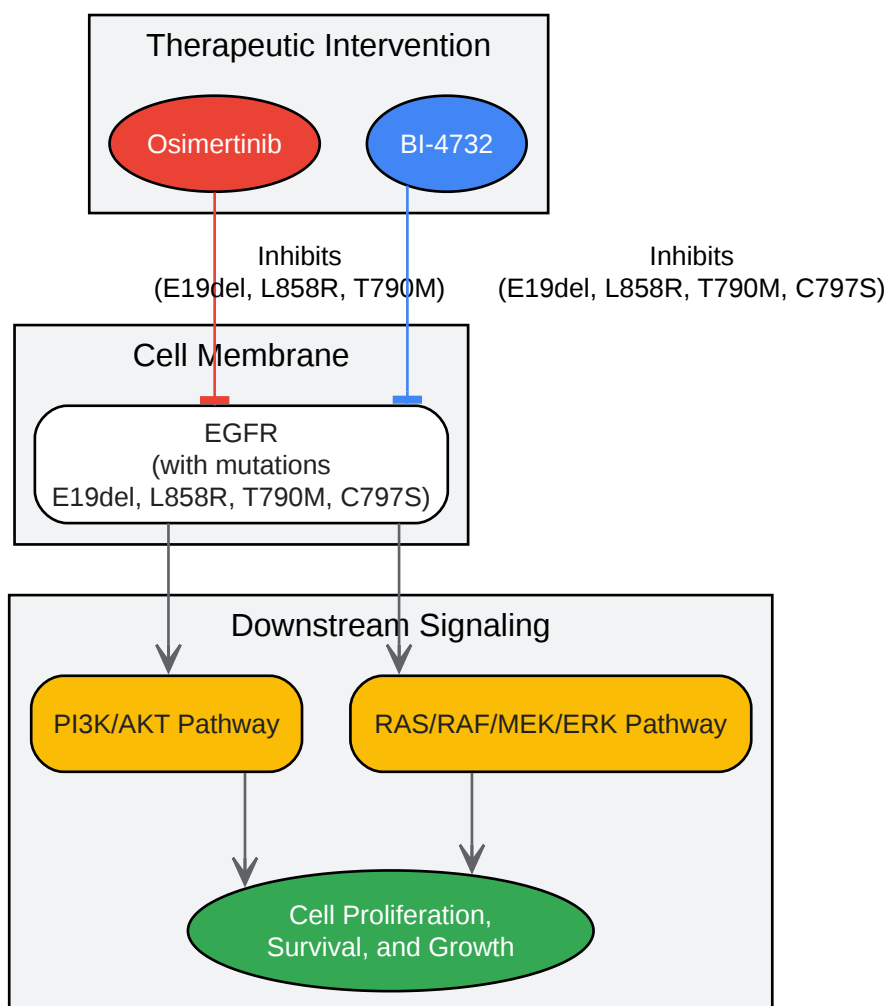 Therapeutic Intervention
Osimertinib
BI-4732
Inhibits
(E19del, L858R, T790M)
Inhibits
(E19del, L858R, T790M, C797S)
Cell Membrane
EGFR
(with mutations
E19del, L858R, T790M, C797S)
Downstream Signaling
PI3K/AKT Pathway
RAS/RAF/MEK/ERK Pathway
Cell Proliferation,
Survival, and Growth